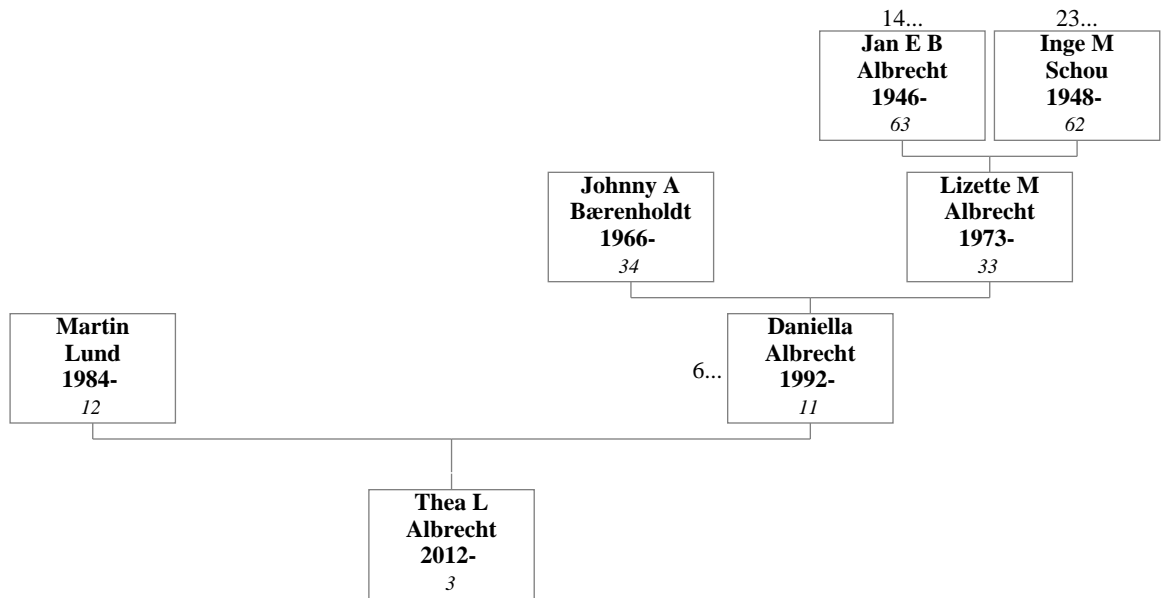 14...
23...
Jan E B
Albrecht
1946-
63
Inge M
Schou
1948-
62
Johnny A
Bærenholdt
1966-
34
Lizette M
Albrecht
1973-
33
Martin
Lund
1984-
12
6...
Daniella
Albrecht
1992-
11
Thea L
Albrecht
2012-
3